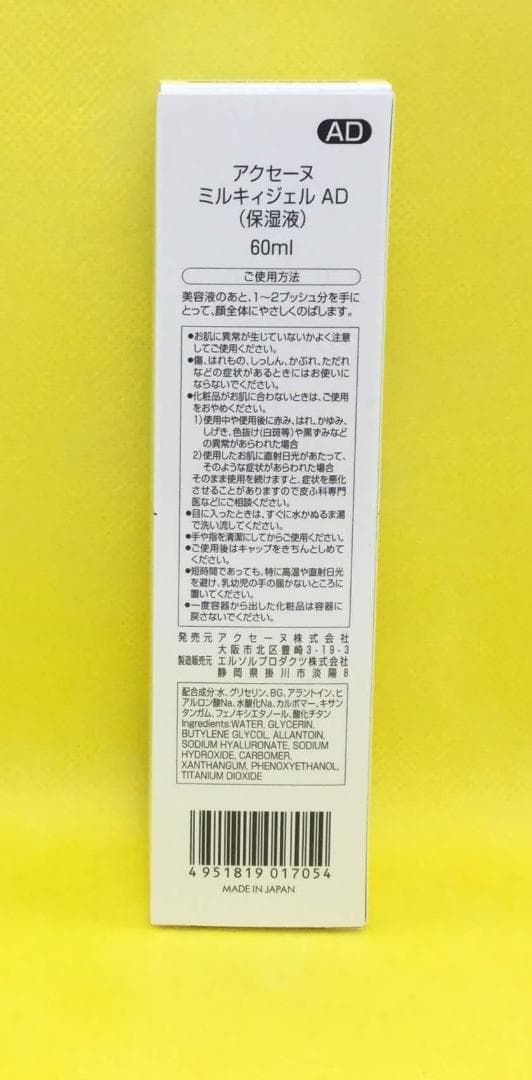 AD
アクセーヌ
ミルキィジェル AD
(保湿液)
60ml
ご使用方法
美容液のあと、1〜2プッシュ分を手に
とって、顔全体にやさしくのばします。
●お肌に異常が生じていないかよく注意
してご使用ください。
●傷、はれもの、しっしん、かぶれ、ただれ
などの症状があるときにはお使いに
ならないでください。
●化粧品がお肌に合わないときは、ご使用
をおやめください。
1)使用中や使用後に赤み、はれ、かゆみ、
しげき、色抜け(白斑等)や黒ずみなど
の異常があらわれた場合
2)使用したお肌に直射日光があたって、
そのような症状があらわれた場合
そのまま使用を続けますと、症状を悪化
させることがありますので皮ふ科専門
医などにご相談ください。
●目に入ったときは、すぐに水かぬるま湯
で洗い流してください。
●手や指を清潔にしてからご使用ください。
●ご使用後はキャップをきちんとしめて
ください。
●短時間であっても、特に高温や直射日光
を避け、乳幼児の手の届かないところに
置いてください。
●一度容器から出した化粧品は容器に
戻さないでください。
発売元 アクセーヌ株式会社
大阪市北区豊崎3-19-3
製造販売元 エルソルプロダクツ株式会社
静岡県掛川市淡陽8
配合成分:水、グリセリン、BG、アラントイン、ヒ
アルロン酸Na、水酸化Na、カルボマー、キサン
タンガム、フェノキシエタノール、酸化チタン
Ingredients:WATER, GLYCERIN,
BUTYLENE GLYCOL, ALLANTOIN,
SODIUM HYALURONATE, SODIUM
HYDROXIDE, CARBOMER,
XANTHANGUM, PHENOXYETHANOL,
TITANIUM DIOXIDE
4 951819 017054
MADE IN JAPAN